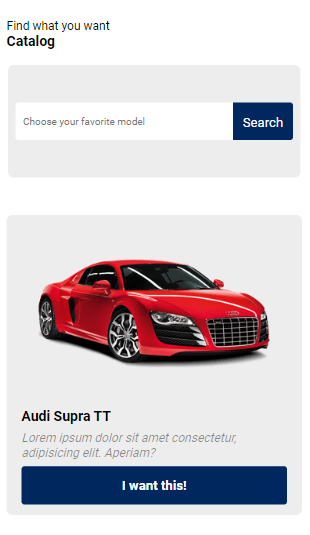 Find what you want
Catalog
Choose your favorite model
Search
Audi Supra TT
Lorem ipsum dolor sit amet consectetur,
adipisicing elit. Aperiam?
I want this!